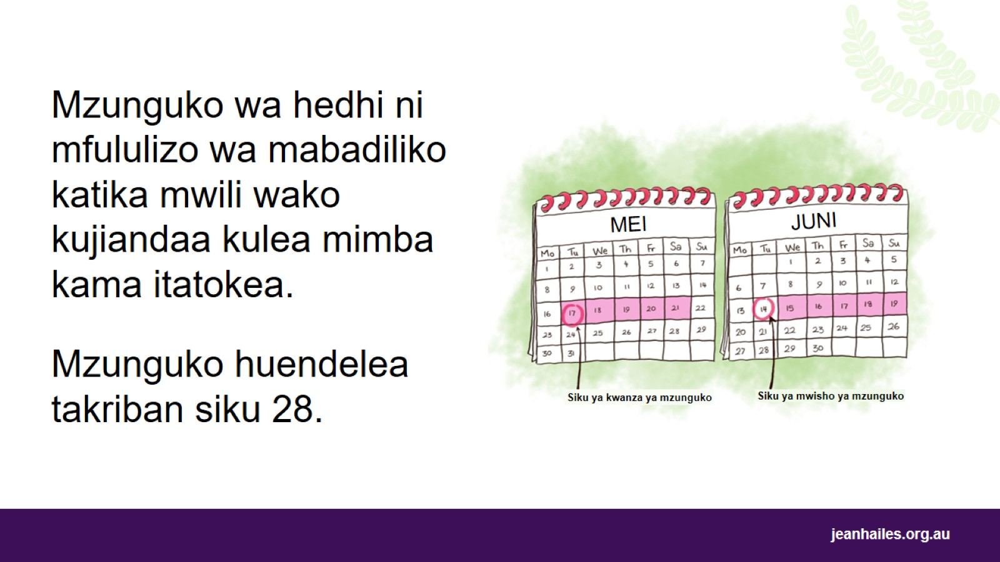 Mzunguko wa hedhi ni
mfululizo wa mabadiliko
katika mwili wako
kujiandaa kulea mimba
kama itatokea.
Mzunguko huendelea
takriban siku 28.
MEI
Mo Tu We Th Fr Sa Su
1 2 3 4 5 6 7
8 9 10 11 12 13 14
16 17 18 19 20 21 22
23 24 25 26 27 28 29
30 31
Siku ya kwanza ya mzunguko
JUNI
Mo Tu We Th Fr Sa Su
1 2 3 4 5
6 7 8 9 10 11 12
13 14 15 16 17 18 19
20 21 22 23 24 25 26
27 28 29 30
Siku ya mwisho ya mzunguko
jeanhailes.org.au